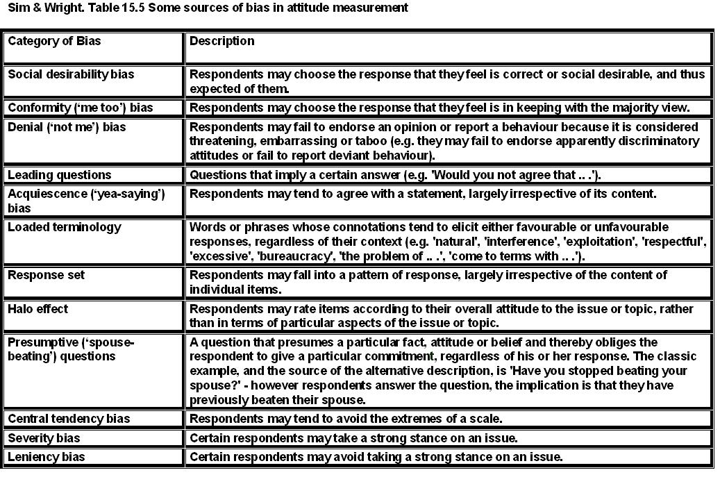 Sim & Wright. Table 15.5 Some sources of bias in attitude measurement
Category of Bias
Description
Social desirability bias
Respondents may choose the response that they feel is correct or social desirable, and thus
expected of them.
Conformity ('me too') bias
Respondents may choose the response that they feel is in keeping with the majority view.
Denial ('not me') bias
Respondents may fail to endorse an opinion or report a behaviour because it is considered
threatening, embarrassing or taboo (e.g. they may fail to endorse apparently discriminatory
attitudes or fail to report deviant behaviour).
Leading questions
Questions that imply a certain answer (e.g. 'Would you not agree that .. .').
Acquiescence ('yea-saying')
bias
Respondents may tend to agree with a statement, largely irrespective of its content.
Loaded terminology
Words or phrases whose connotations tend to elicit either favourable or unfavourable
responses, regardless of their context (e.g. 'natural', 'interference', 'exploitation', 'respectful',
'excessive', 'bureaucracy', 'the problem of .. .', 'come to terms with .. .').
Response set
Respondents may fall into a pattern of response, largely irrespective of the content of
individual items.
Halo effect
Respondents may rate items according to their overall attitude to the issue or topic, rather
than in terms of particular aspects of the issue or topic.
Presumptive ('spouse-
beating') questions
A question that presumes a particular fact, attitude or belief and thereby obliges the
respondent to give a particular commitment, regardless of his or her response. The classic
example, and the source of the alternative description, is 'Have you stopped beating your
spouse?' - however respondents answer the question, the implication is that they have
previously beaten their spouse.
Central tendency bias
Respondents may tend to avoid the extremes of a scale.
Severity bias
Certain respondents may take a strong stance on an issue.
Leniency bias
Certain respondents may avoid taking a strong stance on an issue.